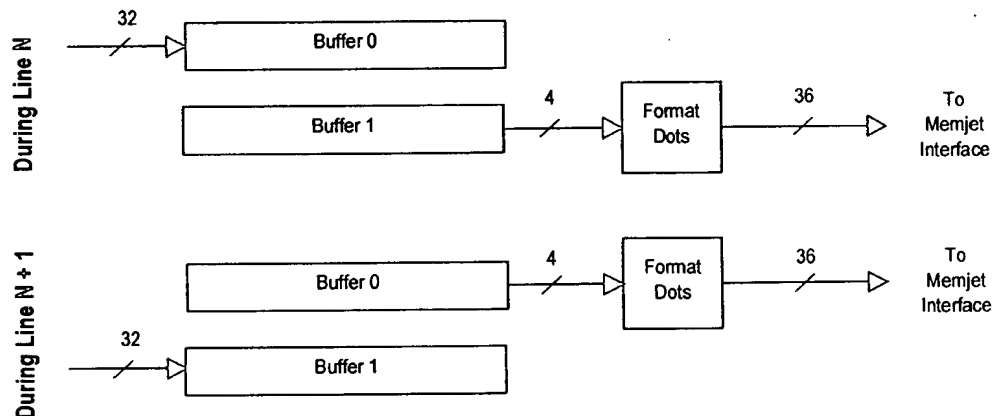 During Line N
32
Buffer 0
Buffer 1
4
Format
Dots
36
To
Memjet
Interface
During Line N + 1
Buffer 0
4
Format
Dots
36
To
Memjet
Interface
32
Buffer 1